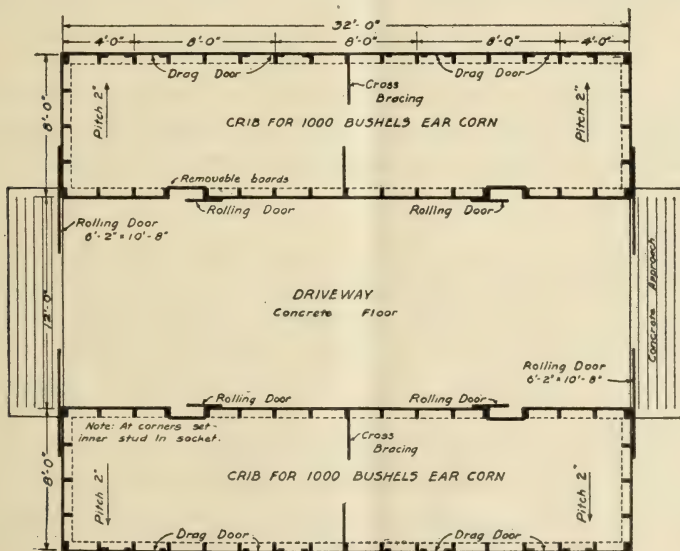 32'-0"
4'-0" 8'-0" 8'-0" 8'-0" 4'-0"
Drag Door
Drag Door
8'-0"
Pitch 2"
Cross
Bracing
Pitch 2"
CRIB FOR 1000 BUSHELS EAR CORN
Removable boards
Rolling Door
Rolling Door
Rolling Door
6'-2" x 10'-8"
12'-0"
DRIVEWAY
Concrete Floor
Concrete Approach
Rolling Door
6'-2" x 10'-8"
Rolling Door
Rolling Door
Note: At corners set
inner stud in socket.
Cross
Bracing
8'-0"
Pitch 2"
CRIB FOR 1000 BUSHELS EAR CORN
Pitch 2"
Drag Door
Drag Door